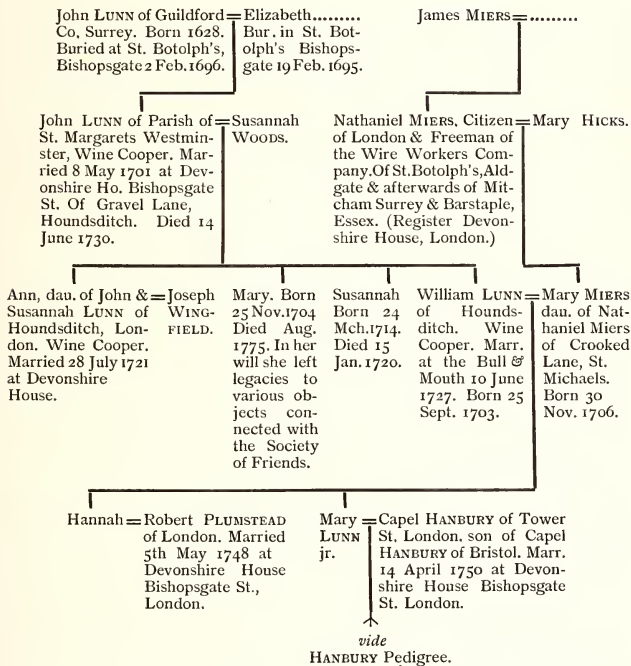 John LUNN of Guildford = Elizabeth.........
Co, Surrey. Born 1628. Bur. in St. Bot-
Buried at St. Botolph's, olph's Bishops-
Bishopsgate 2 Feb. 1696. gate 19 Feb. 1695.
James MIERS = .........
John LUNN of Parish of = Susannah
St. Margarets Westmin- WOODS.
ster, Wine Cooper. Mar-
ried 8 May 1701 at Dev-
onshire Ho. Bishopsgate
St. Of Gravel Lane,
Houndsditch. Died 14
June 1730.
Nathaniel MIERS, Citizen = Mary HICKS.
of London & Freeman of
the Wire Workers Com-
pany. Of St. Botolph's, Ald-
gate & afterwards of Mit-
cham Surrey & Barstaple,
Essex. (Register Devon-
shire House, London.)
Ann, dau. of John & = Joseph
Susannah LUNN of WING-
Houndsditch, Lon- FIELD.
don. Wine Cooper.
Married 28 July 1721
at Devonshire
House.
Mary. Born
25 Nov. 1704
Died Aug.
1775. In her
will she left
legacies to
various ob-
jects con-
nected with
the Society
of Friends.
Susannah
Born 24
Mch. 1714.
Died 15
Jan. 1720.
William LUNN = Mary MIERS
of Hounds- dau. of Nat-
ditch. Wine haniel Miers
Cooper. Marr. of Crooked
at the Bull & Lane, St.
Mouth 10 June Michaels.
1727. Born 25 Born 30
Sept. 1703. Nov. 1706.
Hannah = Robert PLUMSTEAD
of London. Married
5th May 1748 at
Devonshire House
Bishopsgate St.,
London.
Mary = Capel HANBURY of Tower
LUNN St, London. son of Capel
jr. HANBURY of Bristol. Marr.
14 April 1750 at Devon-
shire House Bishopsgate
St. London.
vide
HANBURY Pedigree.